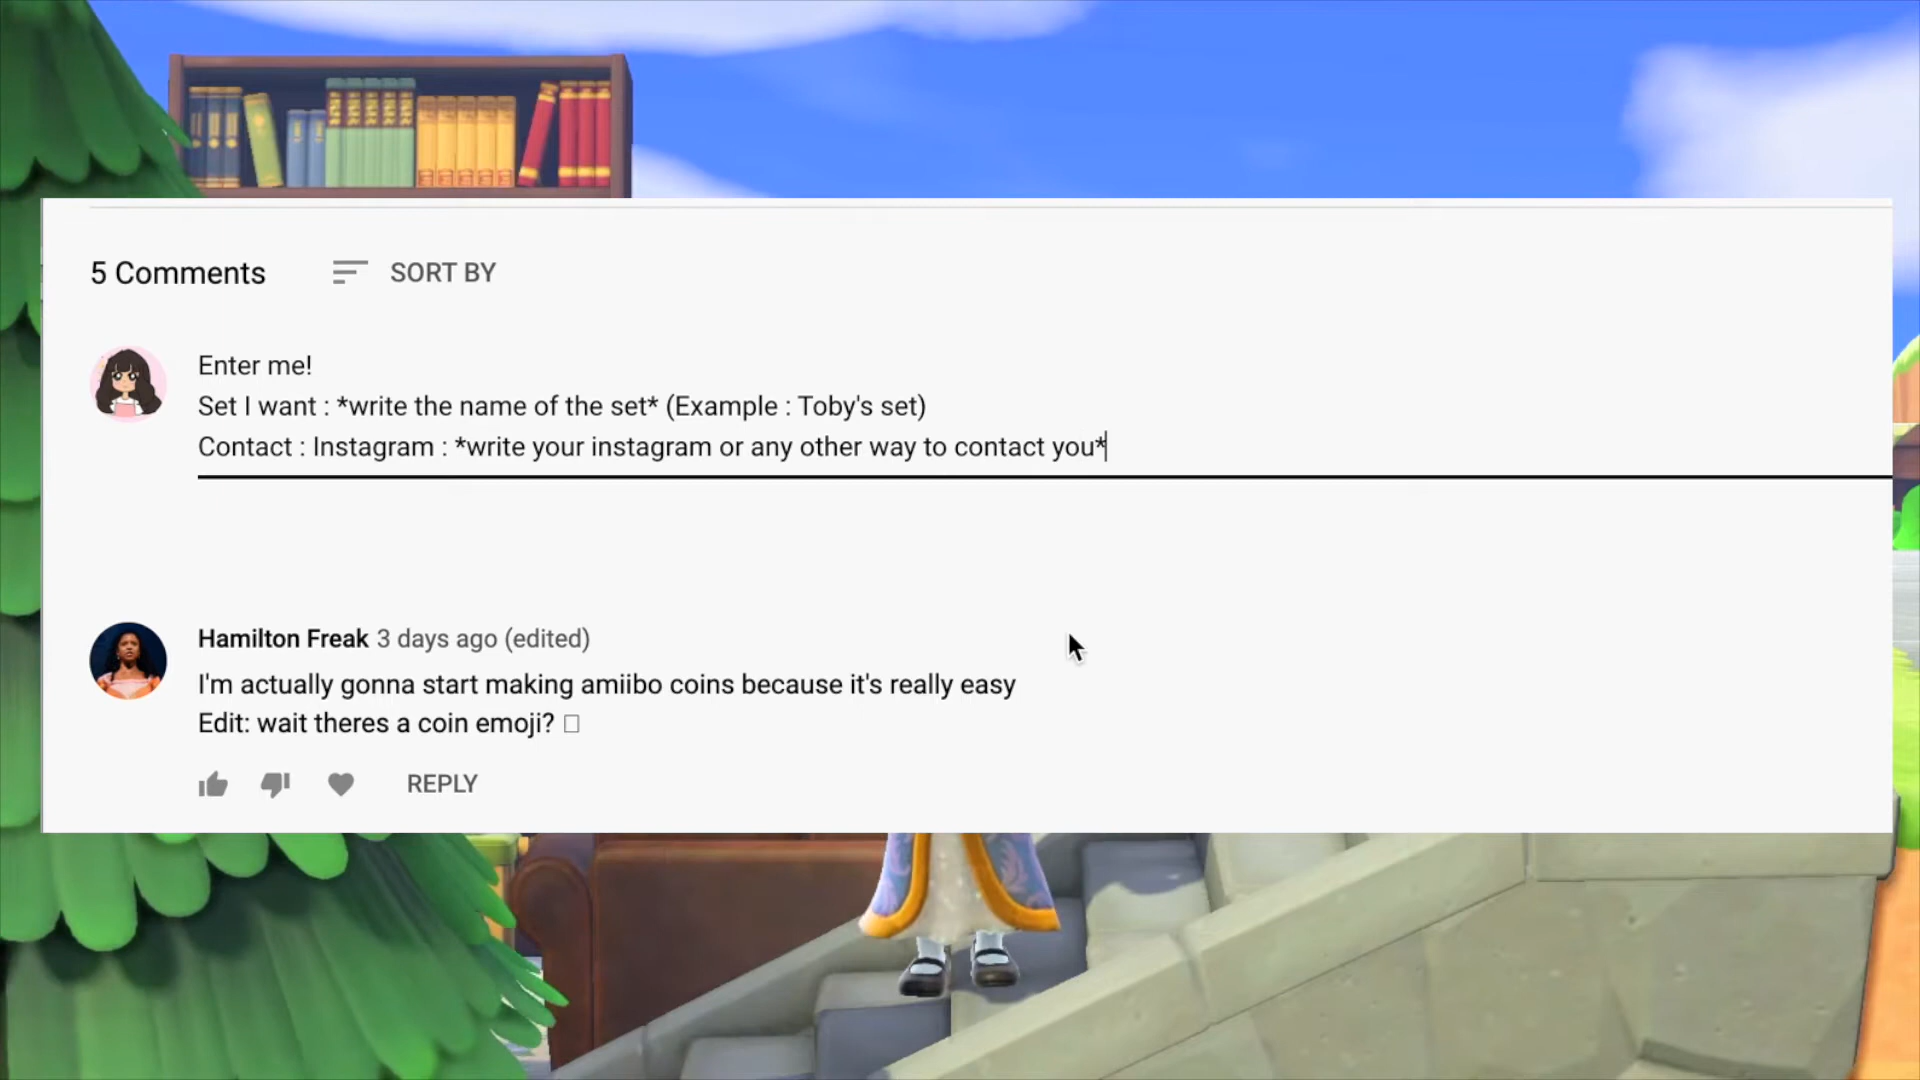 5 Comments SORT BY
Enter me!
Set I want : *write the name of the set* (Example : Toby's set)
Contact : Instagram : *write your instagram or any other way to contact you*
Hamilton Freak 3 days ago (edited)
I'm actually gonna start making amiibo coins because it's really easy
Edit: wait theres a coin emoji? □
REPLY